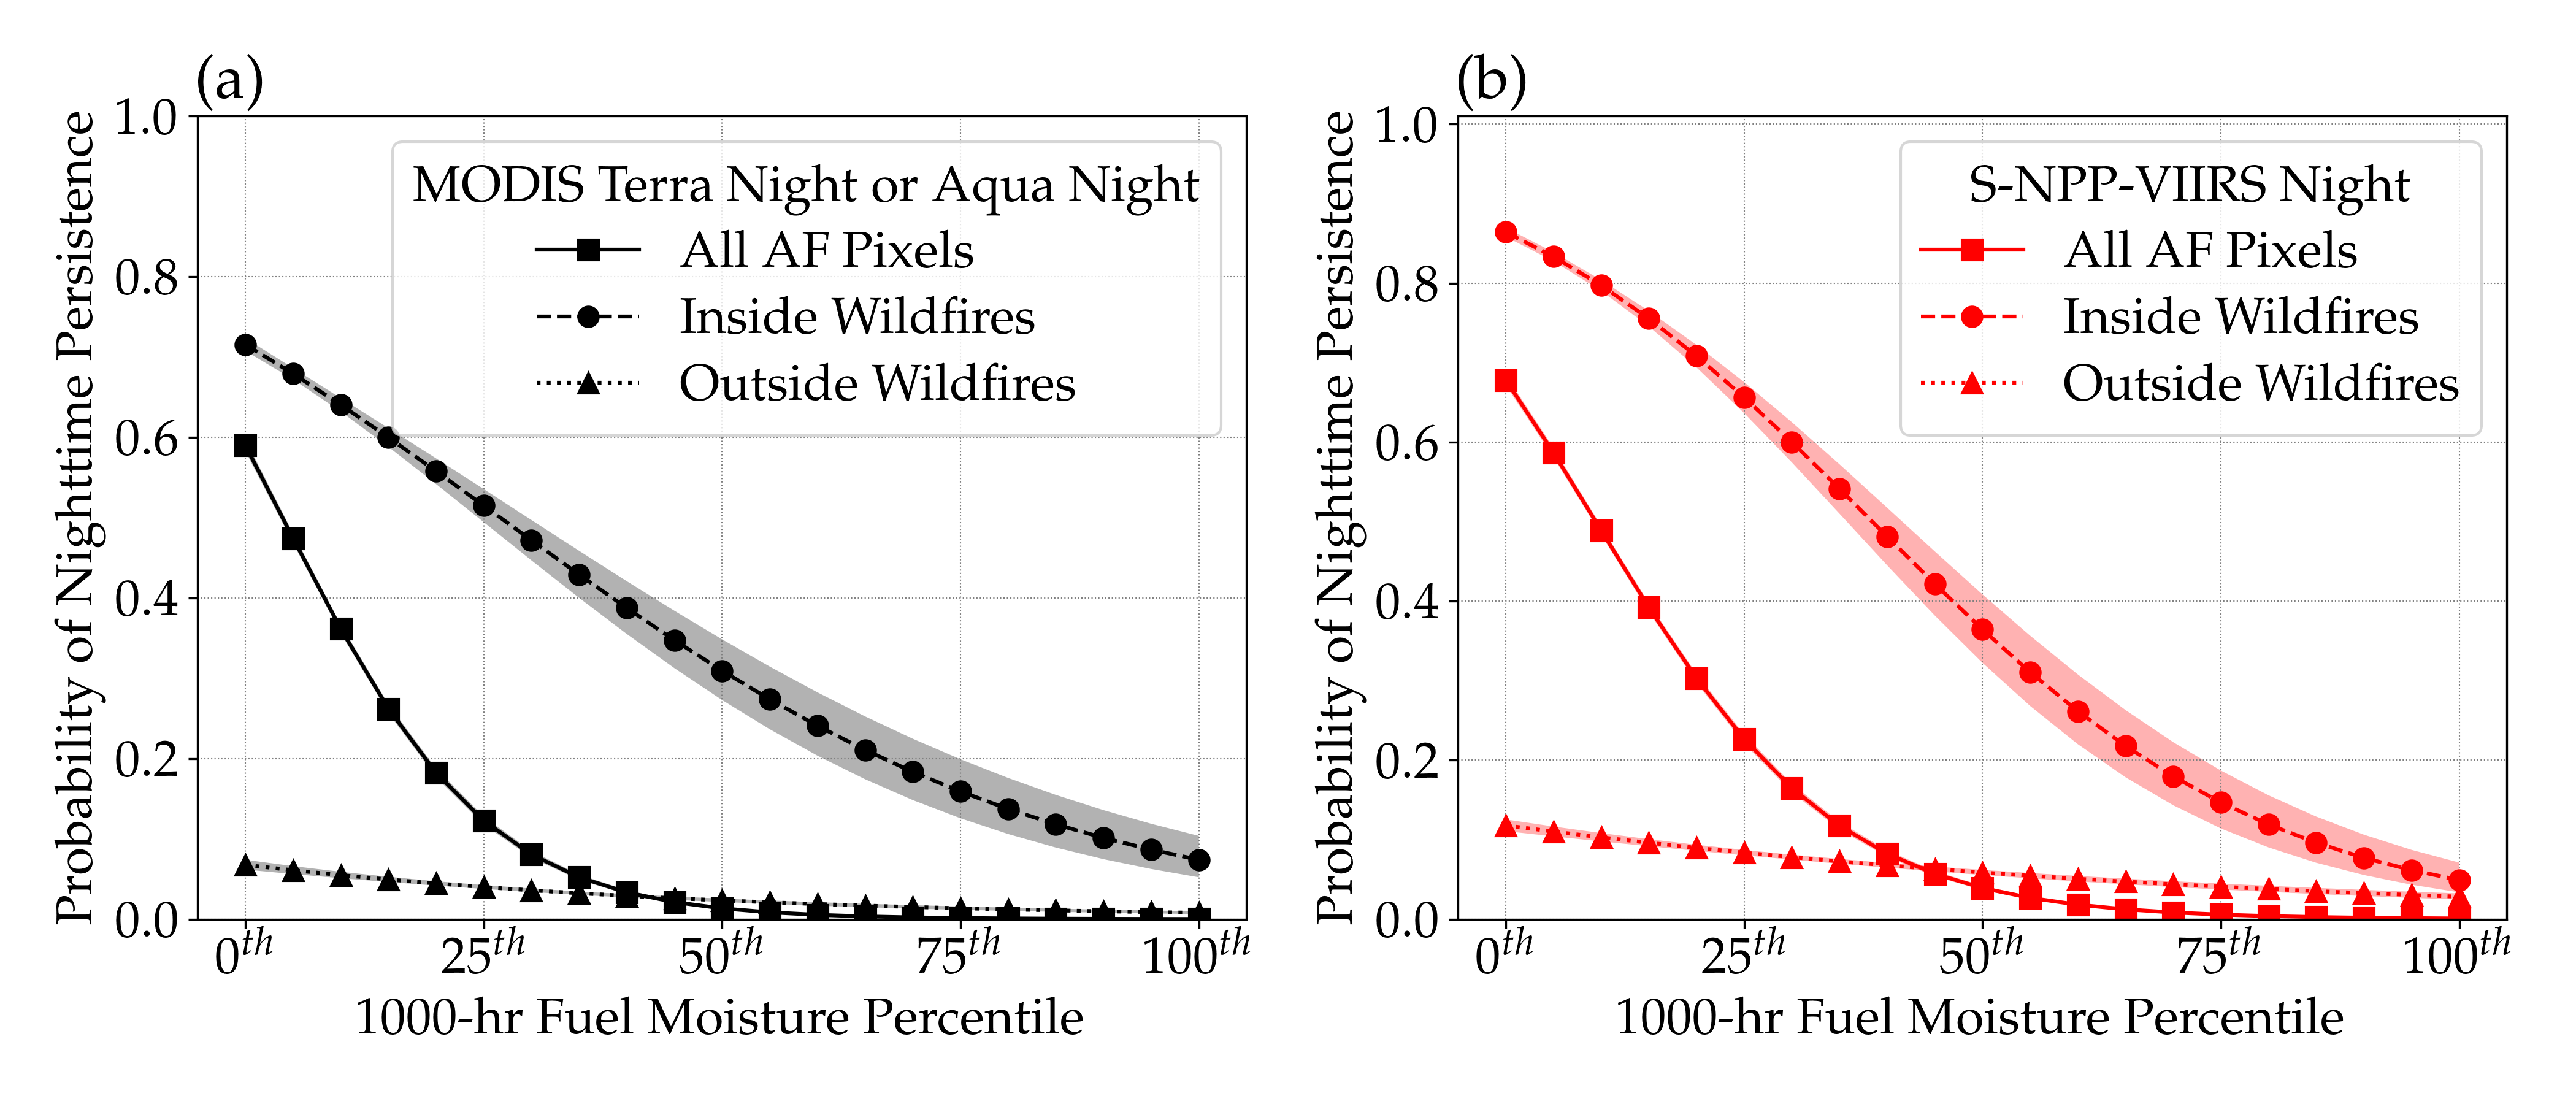 (a)
Probability of Nighttime Persistence
1.0
0.8
0.6
0.4
0.2
0.0
MODIS Terra Night or Aqua Night
All AF Pixels
Inside Wildfires
Outside Wildfires
0th 25th 50th 75th 100th
1000-hr Fuel Moisture Percentile
(b)
Probability of Nighttime Persistence
1.0
0.8
0.6
0.4
0.2
0.0
S-NPP-VIIRS Night
All AF Pixels
Inside Wildfires
Outside Wildfires
0th 25th 50th 75th 100th
1000-hr Fuel Moisture Percentile